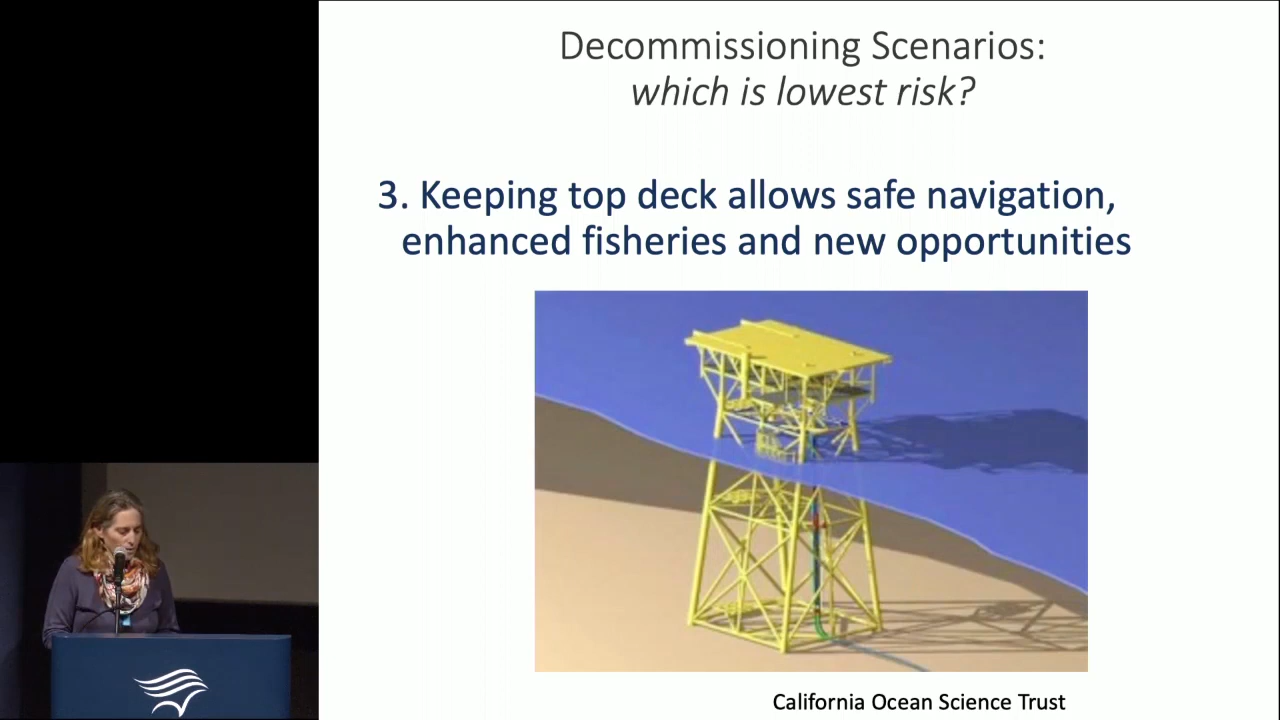 Decommissioning Scenarios:
which is lowest risk?
3. Keeping top deck allows safe navigation,
enhanced fisheries and new opportunities
California Ocean Science Trust